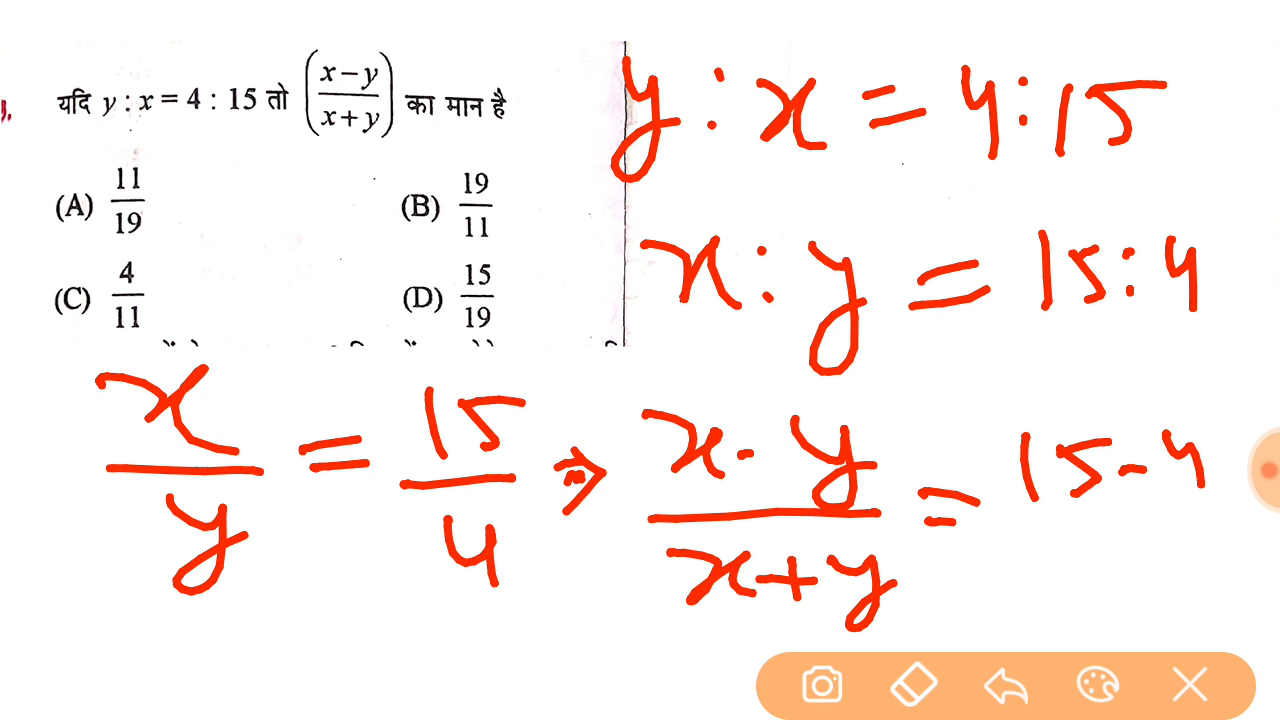 यदि y : x = 4 : 15 तो (x−y / x+y) का मान है
(A) 11/19 (B) 19/11
(C) 4/11 (D) 15/19
y : x = 4 : 15
x : y = 15 : 4
x/y = 15/4 ⇒ x - y / x + y = 15 - 4